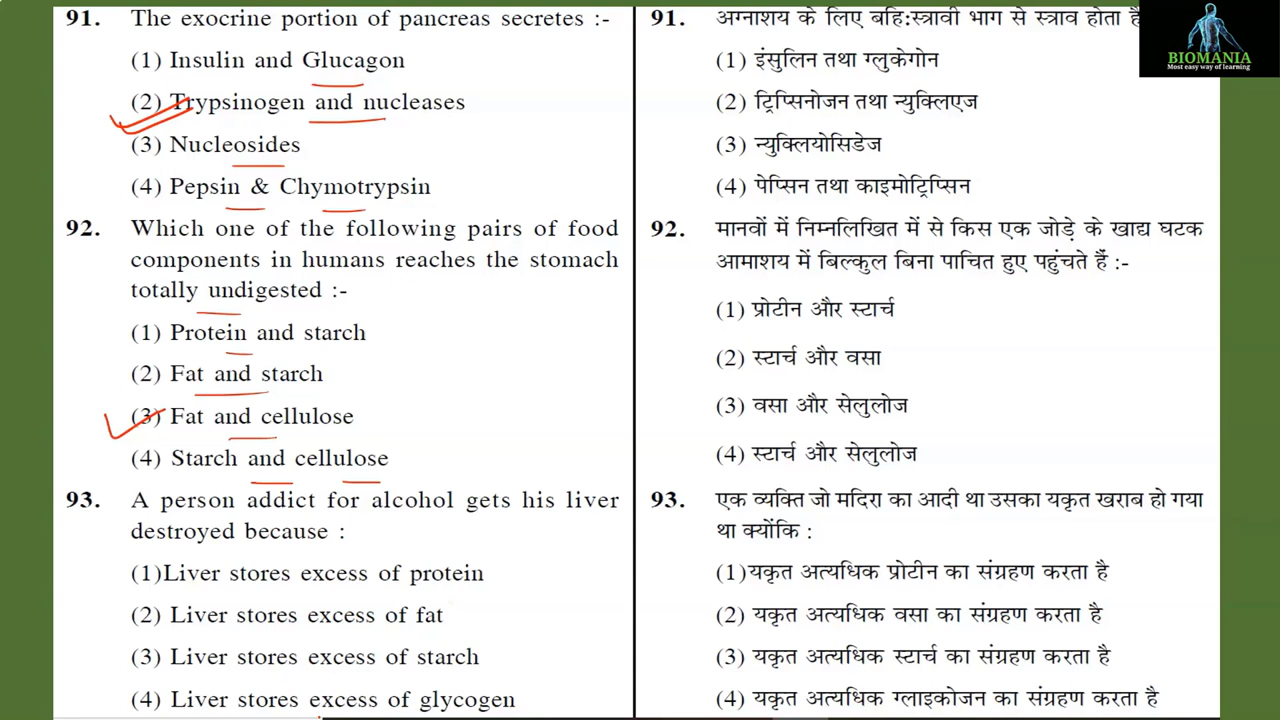 91. The exocrine portion of pancreas secretes :-
(1) Insulin and Glucagon
(2) Trypsinogen and nucleases
(3) Nucleosides
(4) Pepsin & Chymotrypsin
92. Which one of the following pairs of food
components in humans reaches the stomach
totally undigested :-
(1) Protein and starch
(2) Fat and starch
(3) Fat and cellulose
(4) Starch and cellulose
93. A person addict for alcohol gets his liver
destroyed because :
(1)Liver stores excess of protein
(2) Liver stores excess of fat
(3) Liver stores excess of starch
(4) Liver stores excess of glycogen
91. अग्नाशय के लिए बहि:स्त्रावी भाग से स्त्राव होता है
(1) इंसुलिन तथा ग्लुकेगोन
(2) ट्रिप्सिनोजन तथा न्युक्लिएज
(3) न्युक्लियोसिडेज
(4) पेप्सिन तथा काइमोट्रिप्सिन
92. मानवों में निम्नलिखित में से किस एक जोड़े के खाद्य घटक
आमाशय में बिल्कुल बिना पाचित हुए पहुंचते हैं :-
(1) प्रोटीन और स्टार्च
(2) स्टार्च और वसा
(3) वसा और सेलुलोज
(4) स्टार्च और सेलुलोज
93. एक व्यक्ति जो मदिरा का आदी था उसका यकृत खराब हो गया
था क्योंकि :
(1)यकृत अत्यधिक प्रोटीन का संग्रहण करता है
(2) यकृत अत्यधिक वसा का संग्रहण करता है
(3) यकृत अत्यधिक स्टार्च का संग्रहण करता है
(4) यकृत अत्यधिक ग्लाइकोजन का संग्रहण करता है
BIOMANIA
Most easy way of learning